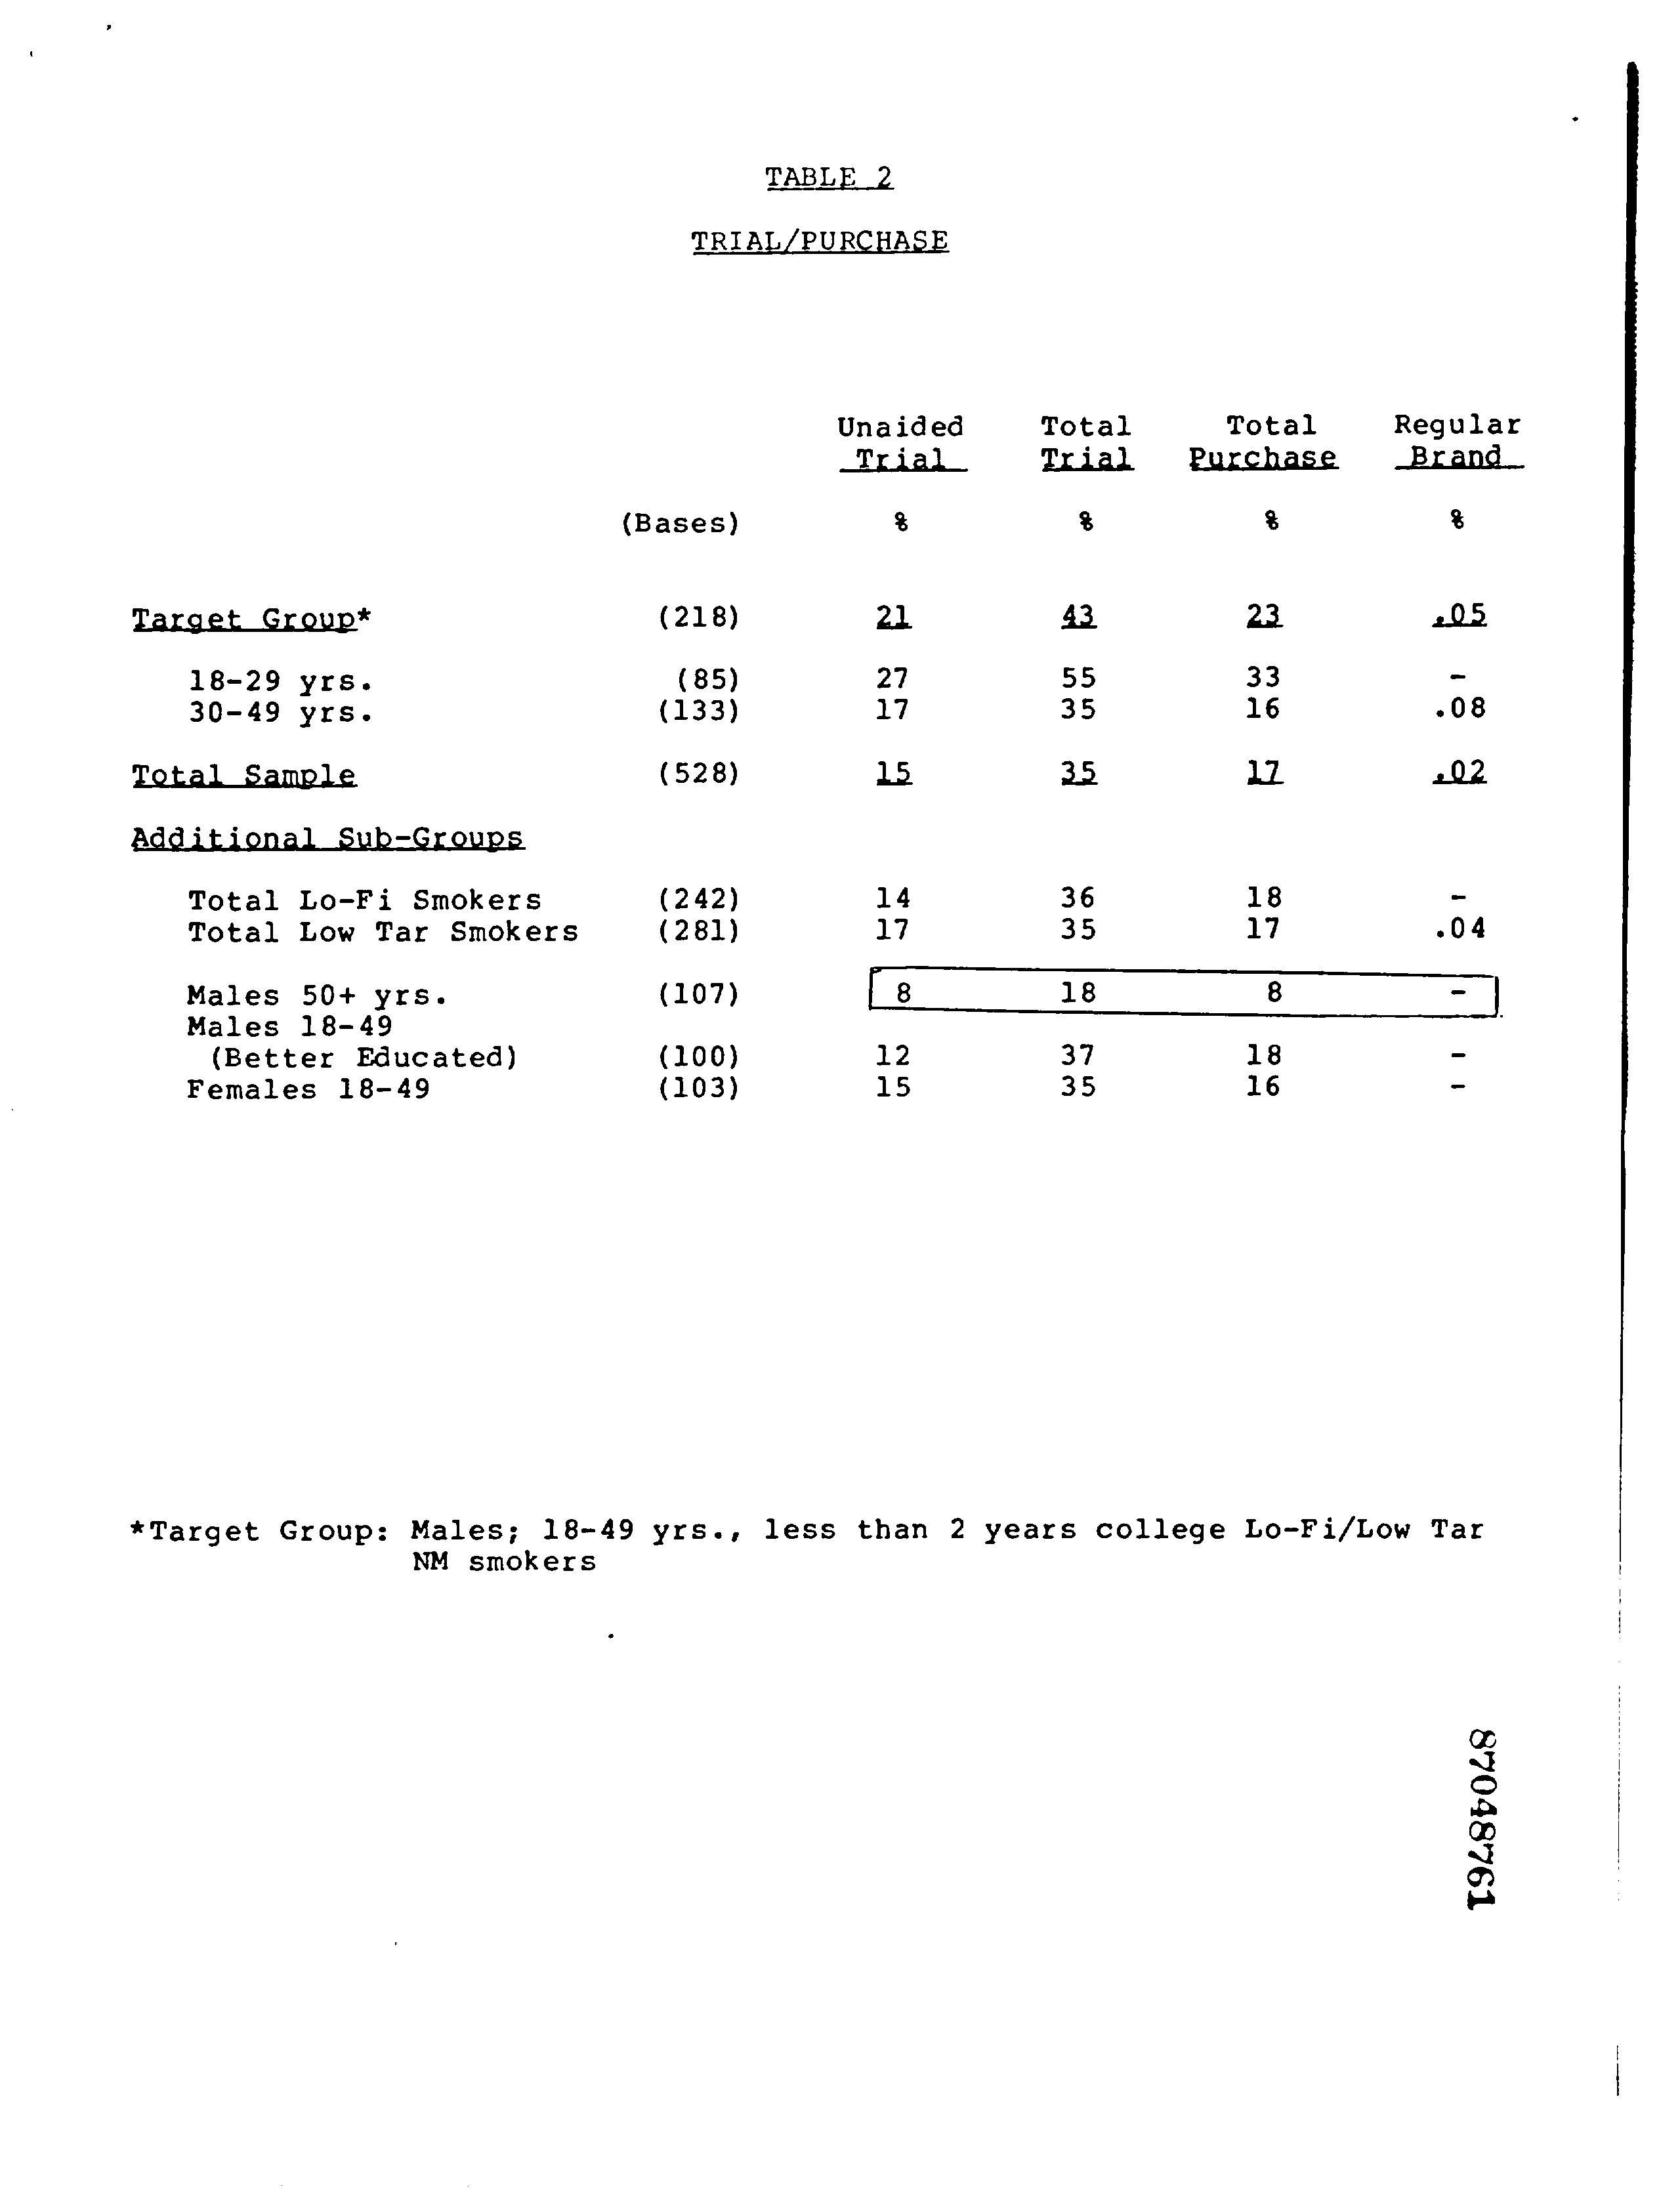 TABLE 2
TRIAL/PURCHASE
Unaided Total Total Regular
Trial Trial Purchase Brand
(Bases) % % % %
Target Group* (218) 21 43 23 .05
18-29 yrs. (85) 27 55 33 -
30-49 yrs. (133) 17 35 16 .08
Total Sample (528) 15 35 17 .02
Additional Sub-Groups
Total Lo-Fi Smokers (242) 14 36 18 -
Total Low Tar Smokers (281) 17 35 17 .04
Males 50+ yrs. (107) 8 18 8 -
Males 18-49
(Better Educated) (100) 12 37 18 -
Females 18-49 (103) 15 35 16 -
*Target Group: Males; 18-49 yrs., less than 2 years college Lo-Fi/Low Tar
NM smokers
87048761